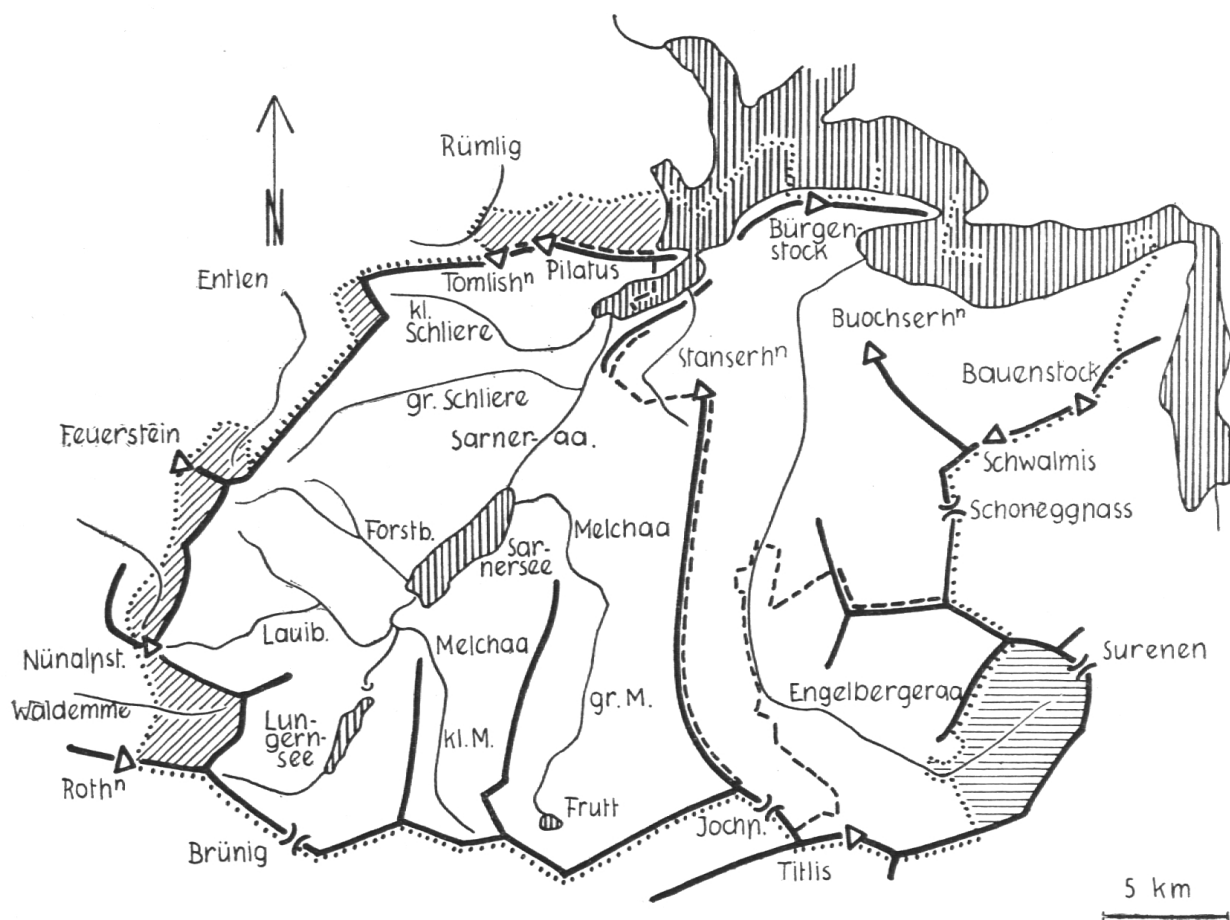 Rümlig
N
Bürgen-
stock
Entlen
Tomlishⁿ
Pilatus
kl.
Schliere
Buochserhⁿ
Stanserhⁿ
Bauenstock
gr. Schliere
Feuerstein
Sarner-aa.
Schwalmis
Schoneggpass
Forstb.
Sar-
nersee
Melchaa
Lauib.
Melchaa
Nünalpst.
Surenen
Engelbergeraa
Waldemme
Lun-
gern-
see
kl. M.
gr. M.
Rothⁿ
Frutt
Jochp.
Brünig
Titlis
5 km